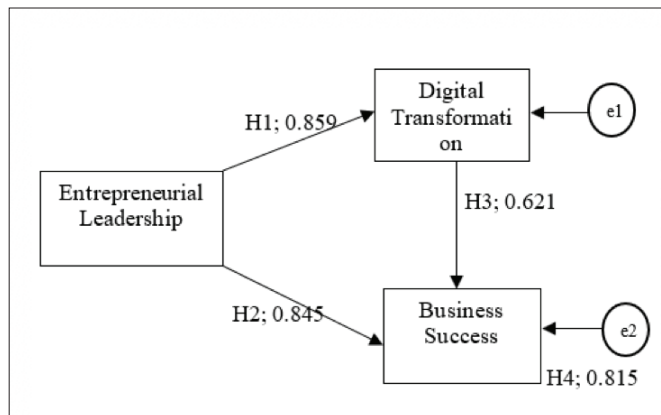 Digital
Transformati
on
e1
H1; 0.859
Entrepreneurial
Leadership
H3; 0.621
H2; 0.845
Business
Success
e2
H4; 0.815